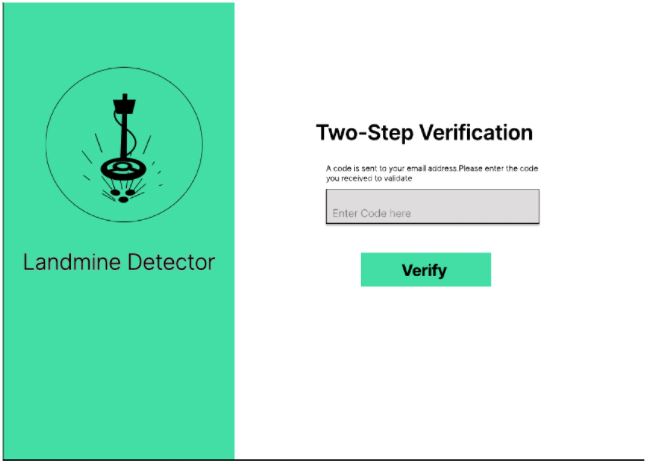 Landmine Detector
Two-Step Verification
A code is sent to your email address.Please enter the code
you received to validate
Enter Code here
Verify